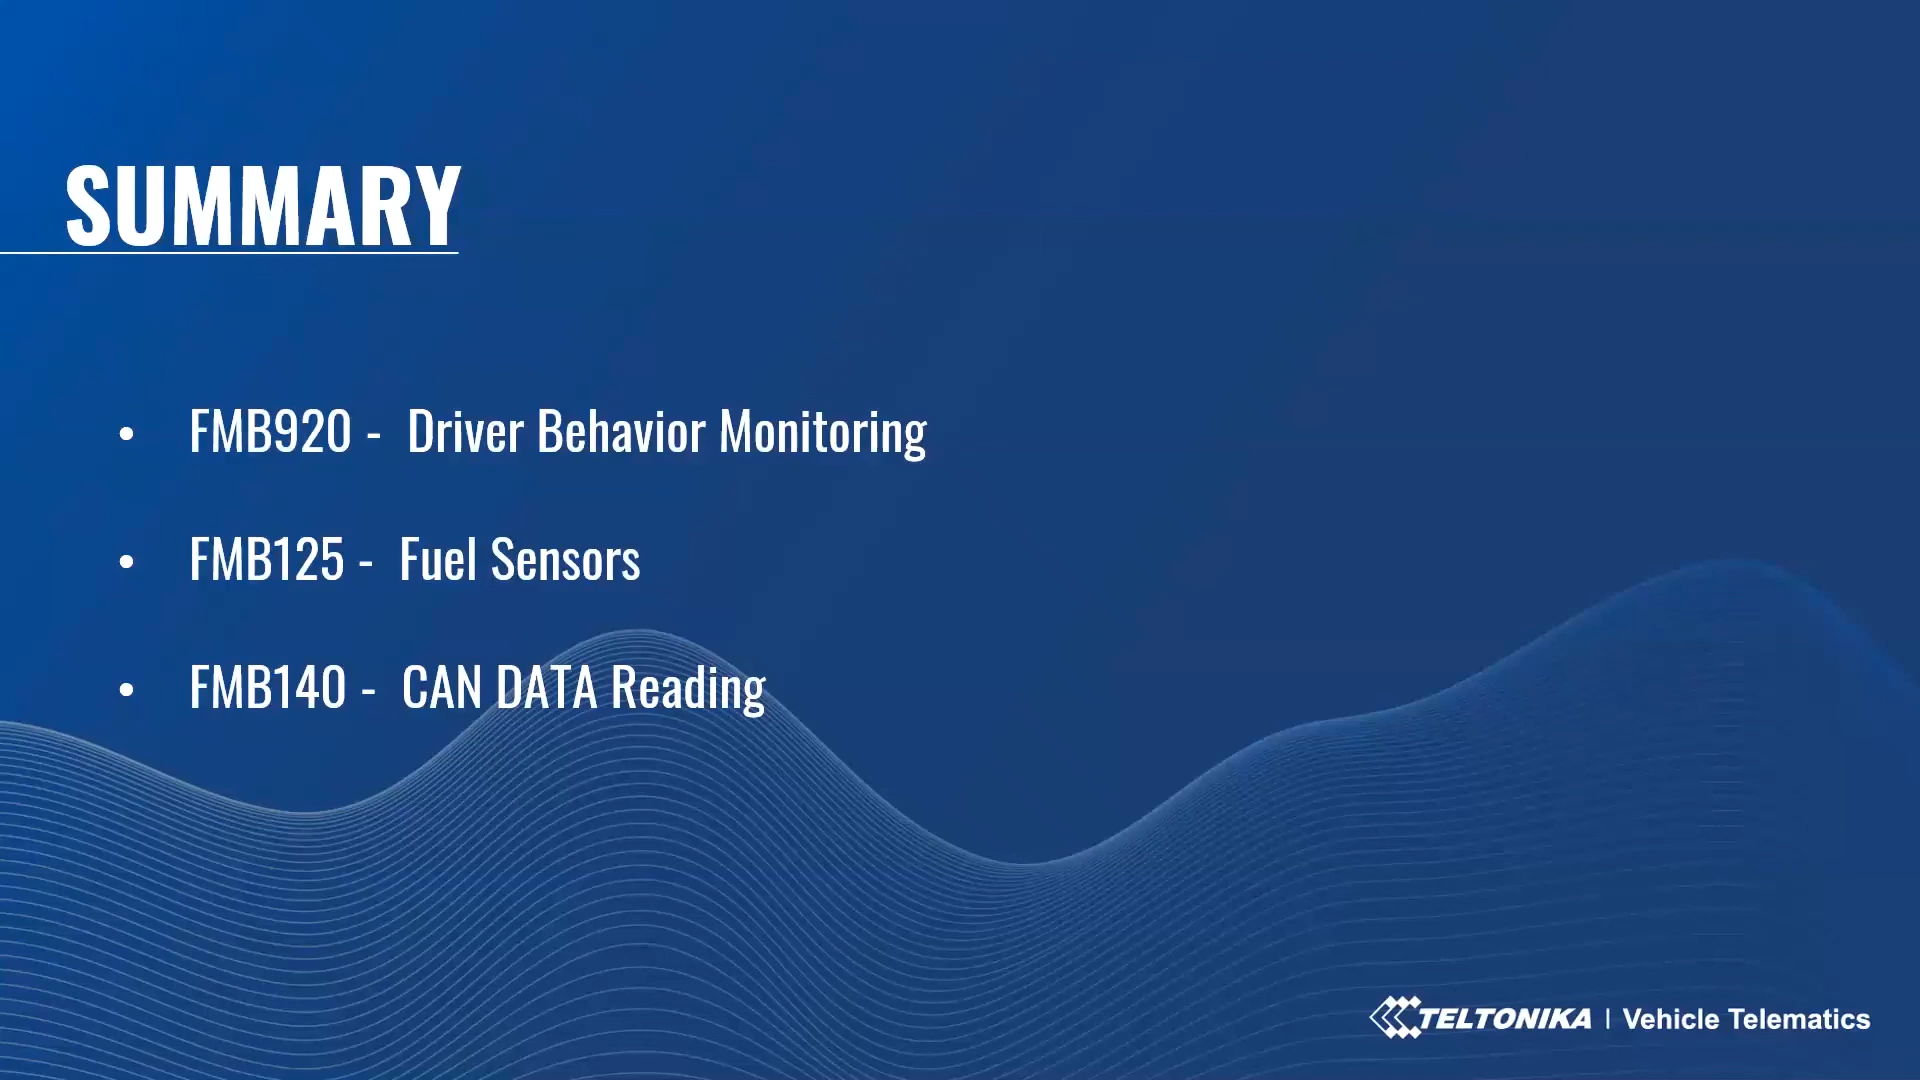 SUMMARY
• FMB920 - Driver Behavior Monitoring
• FMB125 - Fuel Sensors
• FMB140 - CAN DATA Reading
TELTONIKA | Vehicle Telematics